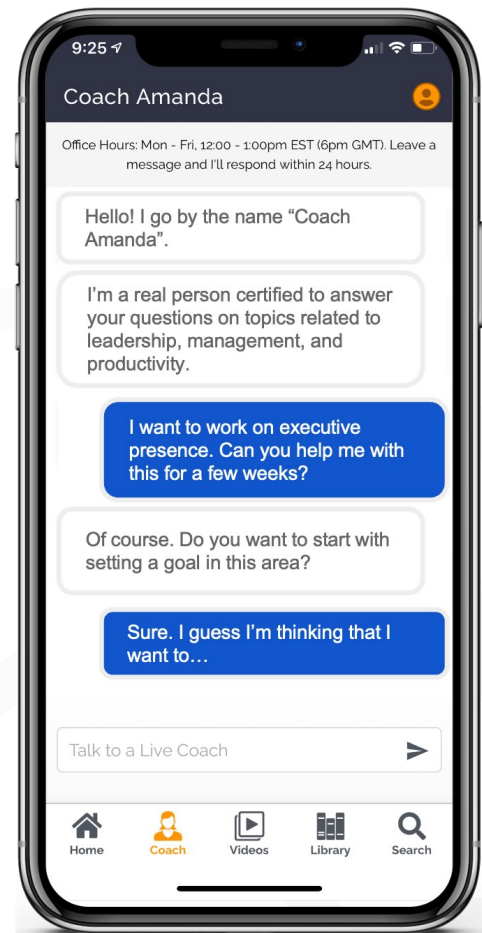 9:25
Coach Amanda
Office Hours: Mon - Fri, 12:00 - 1:00pm EST (6pm GMT). Leave a
message and I'll respond within 24 hours.
Hello! I go by the name “Coach
Amanda”.
I’m a real person certified to answer
your questions on topics related to
leadership, management, and
productivity.
I want to work on executive
presence. Can you help me with
this for a few weeks?
Of course. Do you want to start with
setting a goal in this area?
Sure. I guess I’m thinking that I
want to…
Talk to a Live Coach
Home Coach Videos Library Search